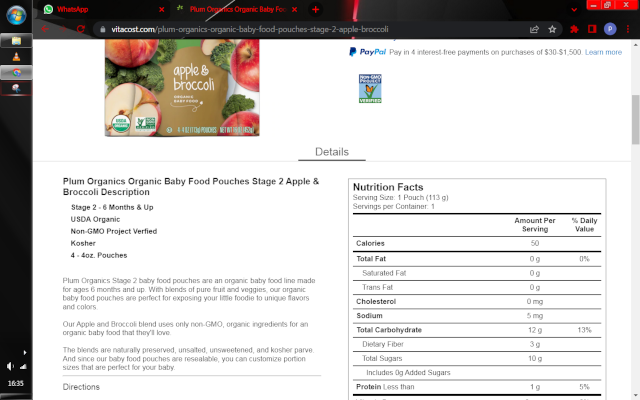 WhatsApp
Plum Organics Organic Baby Foo
vitacost.com/plum-organics-organic-baby-food-pouches-stage-2-apple-broccoli
PayPal Pay in 4 interest-free payments on purchases of $30-$1,500. Learn more
apple &
broccoli
ORGANIC
BABY FOOD
USDA
ORGANIC
NON GMO
PROJECT
VERIFIED
Details
Plum Organics Organic Baby Food Pouches Stage 2 Apple &
Broccoli Description
Stage 2 - 6 Months & Up
USDA Organic
Non-GMO Project Verfied
Kosher
4 - 4oz. Pouches
Plum Organics Stage 2 baby food pouches are an organic baby food line made
for ages 6 months and up. With blends of pure fruit and veggies, our organic
baby food pouches are perfect for exposing your little foodie to unique flavors
and colors.
Our Apple and Broccoli blend uses only non-GMO, organic ingredients for an
organic baby food that they'll love.
The blends are naturally preserved, unsalted, unsweetened, and kosher parve.
And since our baby food pouches are resealable, you can customize portion
sizes that are perfect for your baby.
Directions
Nutrition Facts
Serving Size: 1 Pouch (113 g)
Servings per Container: 1
Amount Per Serving % Daily Value
Calories 50
Total Fat 0 g 0%
Saturated Fat 0 g
Trans Fat 0 g
Cholesterol 0 mg
Sodium 5 mg
Total Carbohydrate 12 g 13%
Dietary Fiber 3 g
Total Sugars 10 g
Includes 0g Added Sugars
Protein Less than 1 g 5%
16:35